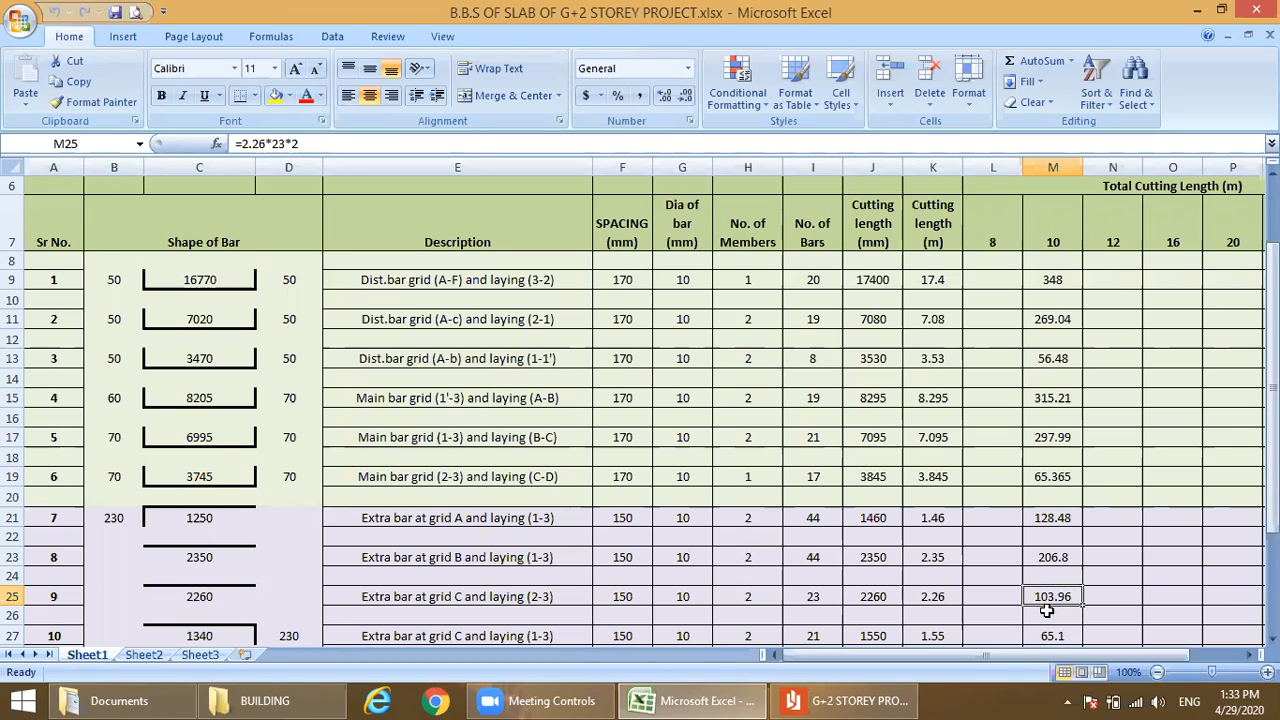 B.B.S OF SLAB OF G+2 STOREY PROJECT.xlsx - Microsoft Excel
Home Insert Page Layout Formulas Data Review View
Paste
Cut
Copy
Format Painter
Clipboard
Calibri 11
B I U A
Font
Wrap Text
Merge & Center
Alignment
General
$ % ,
Number
Conditional Formatting
Format as Table
Cell Styles
Styles
Insert
Delete
Format
Cells
Σ AutoSum
Fill
Clear
Sort & Filter
Find & Select
Editing
M25 fx =2.26*23*2
A B C D E F G H I J K L M N O P
6 Total Cutting Length (m)
7 Sr No. Shape of Bar Description SPACING (mm) Dia of bar (mm) No. of Members No. of Bars Cutting length (mm) Cutting length (m) 8 10 12 16 20
8
9 1 50 16770 50 Dist.bar grid (A-F) and laying (3-2) 170 10 1 20 17400 17.4 348
10
11 2 50 7020 50 Dist.bar grid (A-c) and laying (2-1) 170 10 2 19 7080 7.08 269.04
12
13 3 50 3470 50 Dist.bar grid (A-b) and laying (1-1') 170 10 2 8 3530 3.53 56.48
14
15 4 60 8205 70 Main bar grid (1'-3) and laying (A-B) 170 10 2 19 8295 8.295 315.21
16
17 5 70 6995 70 Main bar grid (1-3) and laying (B-C) 170 10 2 21 7095 7.095 297.99
18
19 6 70 3745 70 Main bar grid (2-3) and laying (C-D) 170 10 1 17 3845 3.845 65.365
20
21 7 230 1250 Extra bar at grid A and laying (1-3) 150 10 2 44 1460 1.46 128.48
22
23 8 2350 Extra bar at grid B and laying (1-3) 150 10 2 44 2350 2.35 206.8
24
25 9 2260 Extra bar at grid C and laying (2-3) 150 10 2 23 2260 2.26 103.96
26
27 10 1340 230 Extra bar at grid C and laying (1-3) 150 10 2 21 1550 1.55 65.1
Sheet1 Sheet2 Sheet3
Ready 100%
Documents BUILDING Meeting Controls Microsoft Excel - ... G+2 STOREY PRO... ENG 1:33 PM
4/29/2020